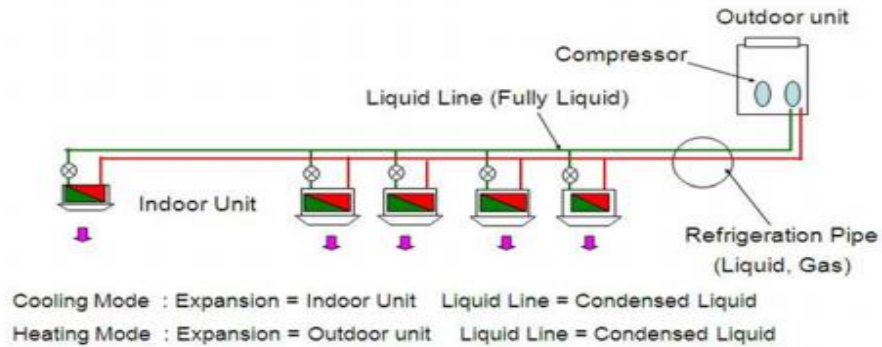 Outdoor unit
Compressor
Liquid Line (Fully Liquid)
Indoor Unit
Refrigeration Pipe
(Liquid, Gas)
Cooling Mode : Expansion = Indoor Unit Liquid Line = Condensed Liquid
Heating Mode : Expansion = Outdoor unit Liquid Line = Condensed Liquid